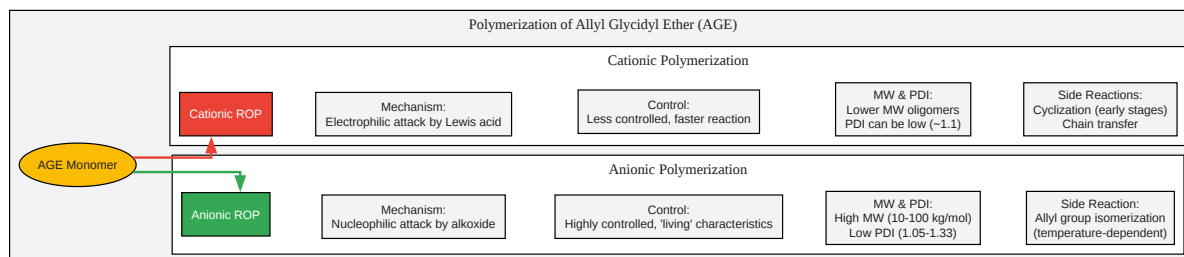 Polymerization of Allyl Glycidyl Ether (AGE)
Cationic Polymerization
Cationic ROP
Mechanism:
Electrophilic attack by Lewis acid
Control:
Less controlled, faster reaction
MW & PDI:
Lower MW oligomers
PDI can be low (~1.1)
Side Reactions:
Cyclization (early stages)
Chain transfer
AGE Monomer
Anionic Polymerization
Anionic ROP
Mechanism:
Nucleophilic attack by alkoxide
Control:
Highly controlled, 'living' characteristics
MW & PDI:
High MW (10-100 kg/mol)
Low PDI (1.05-1.33)
Side Reaction:
Allyl group isomerization
(temperature-dependent)